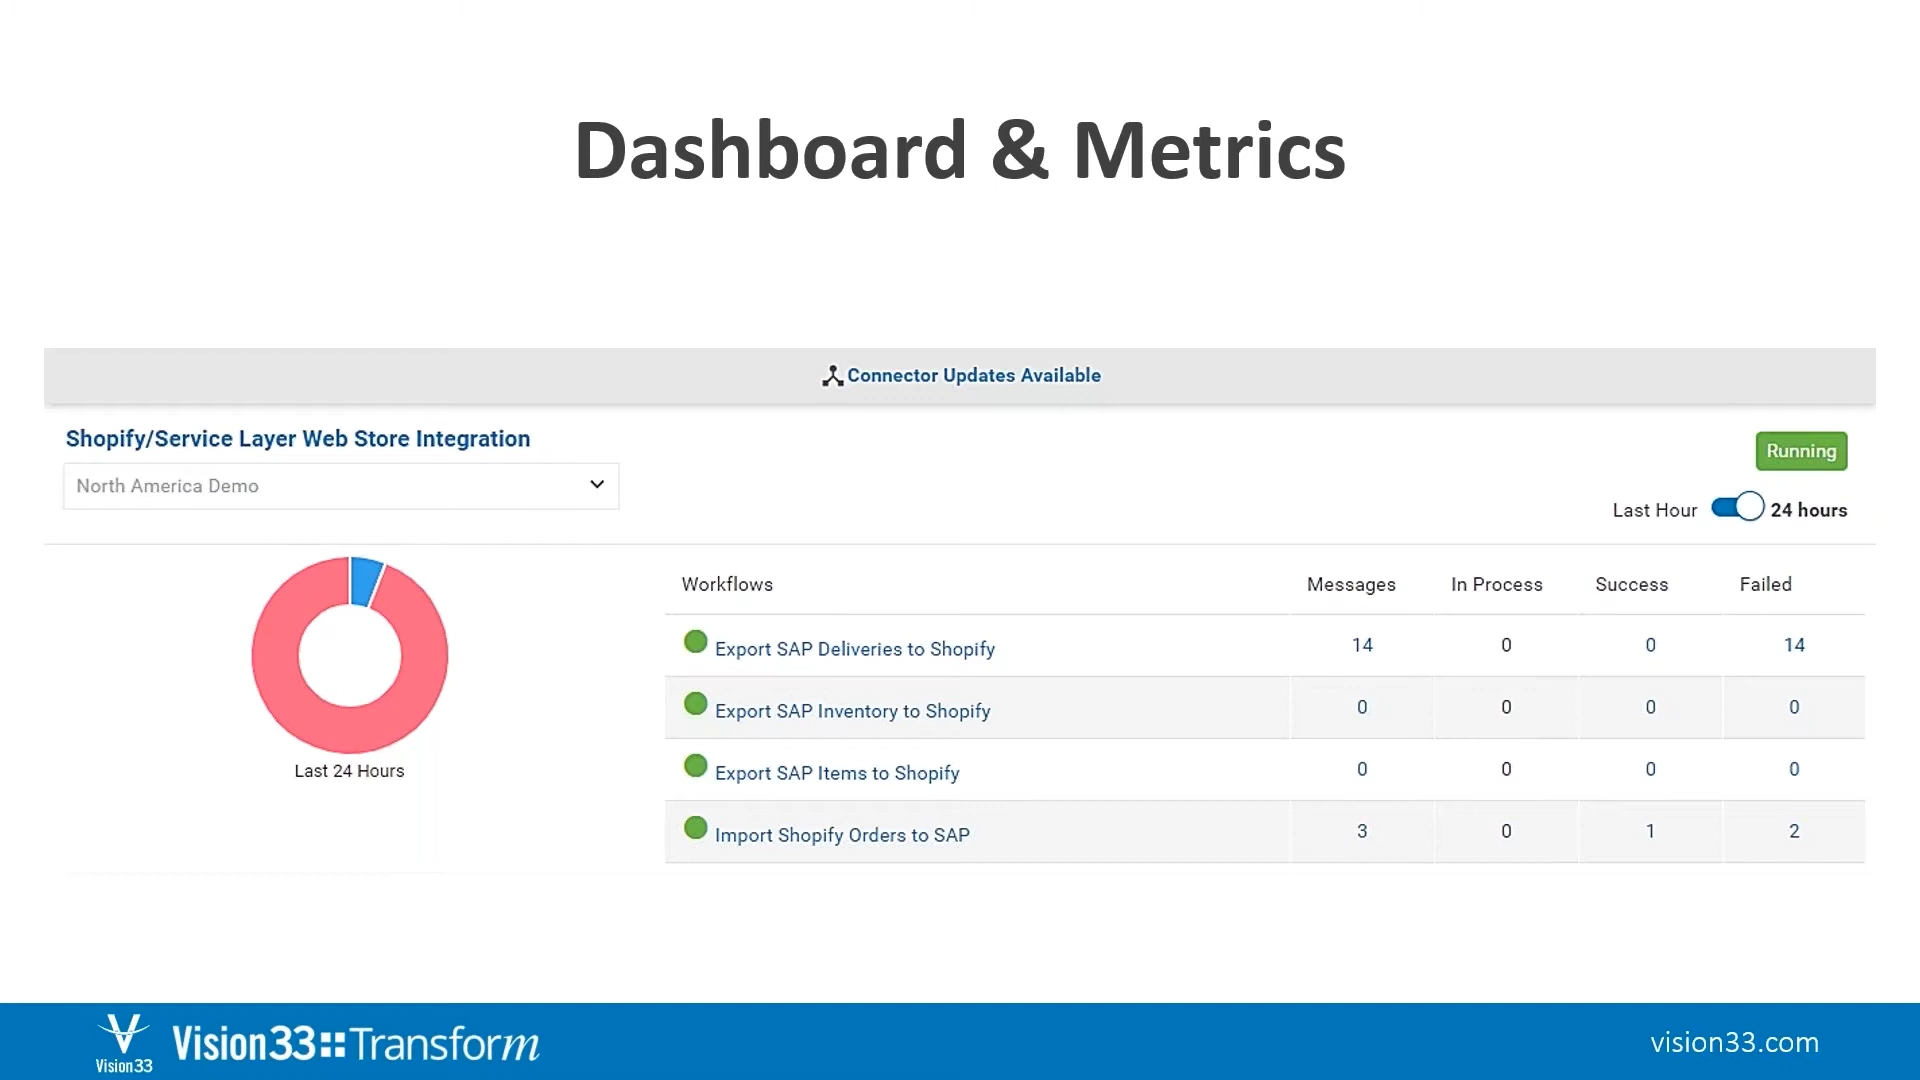 Dashboard & Metrics
Connector Updates Available
Shopify/Service Layer Web Store Integration
Running
North America Demo
Last Hour 24 hours
Workflows Messages In Process Success Failed
Export SAP Deliveries to Shopify 14 0 0 14
Export SAP Inventory to Shopify 0 0 0 0
Export SAP Items to Shopify 0 0 0 0
Import Shopify Orders to SAP 3 0 1 2
Last 24 Hours
Vision33
Vision33::Transform
vision33.com